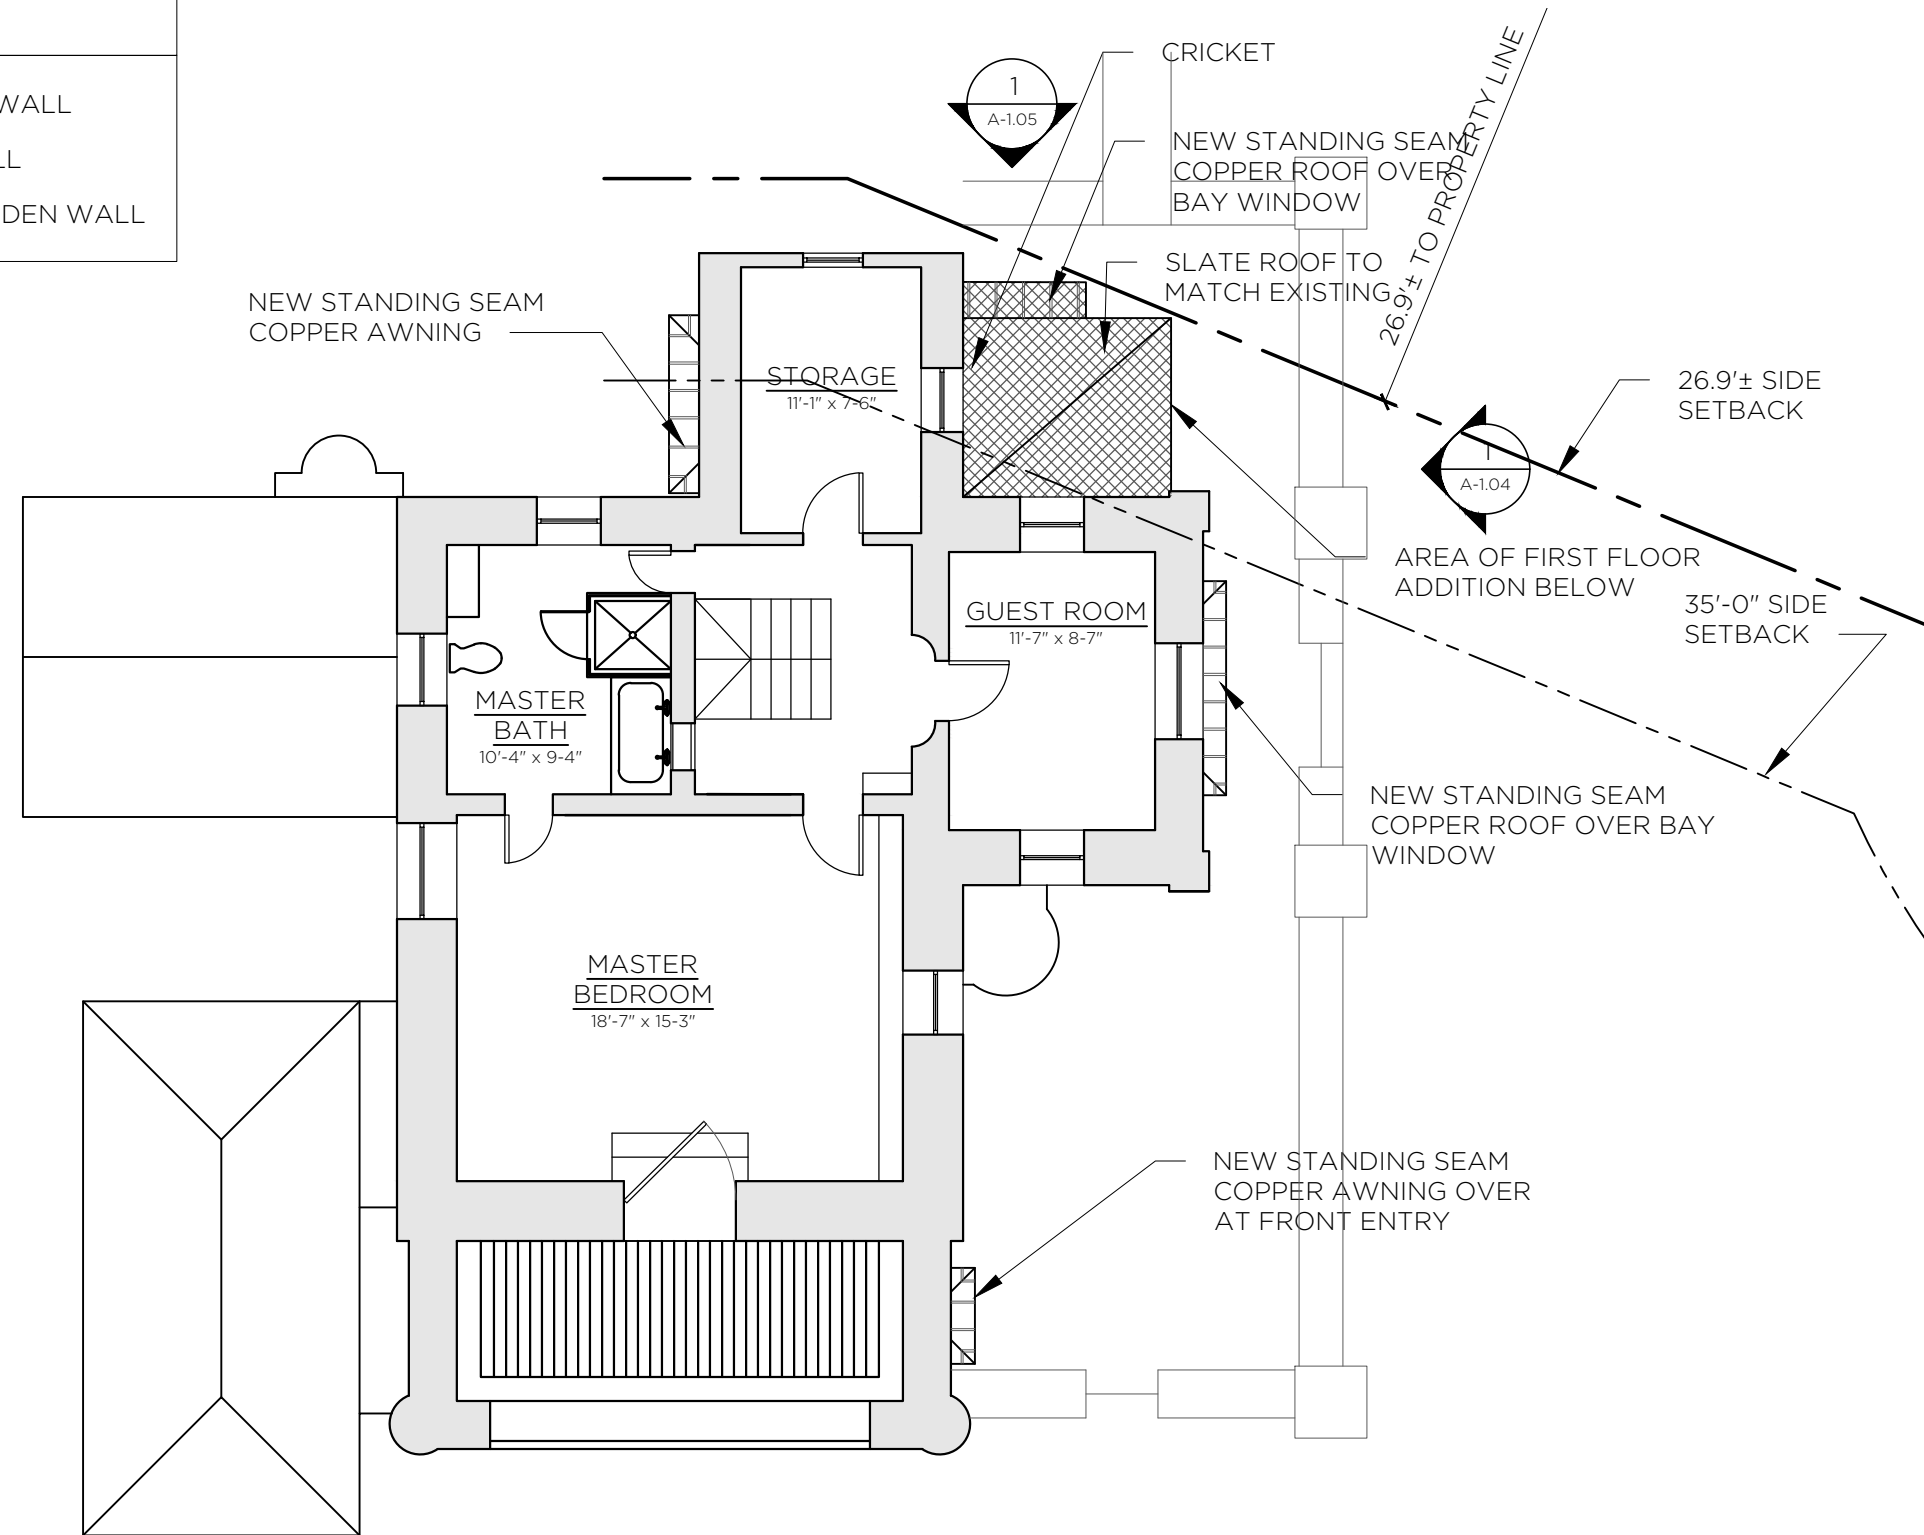 WALL
DEN WALL
CRICKET
1
A-1.05
NEW STANDING SEAM
COPPER ROOF OVER
BAY WINDOW
26.9'± TO PROPERTY LINE
SLATE ROOF TO
MATCH EXISTING
NEW STANDING SEAM
COPPER AWNING
STORAGE
11'-1" x 7-6"
26.9'± SIDE
SETBACK
1
A-1.04
AREA OF FIRST FLOOR
ADDITION BELOW
35'-0" SIDE
SETBACK
GUEST ROOM
11'-7" x 8-7"
MASTER
BATH
10'-4" x 9-4"
NEW STANDING SEAM
COPPER ROOF OVER BAY
WINDOW
MASTER
BEDROOM
18'-7" x 15-3"
NEW STANDING SEAM
COPPER AWNING OVER
AT FRONT ENTRY